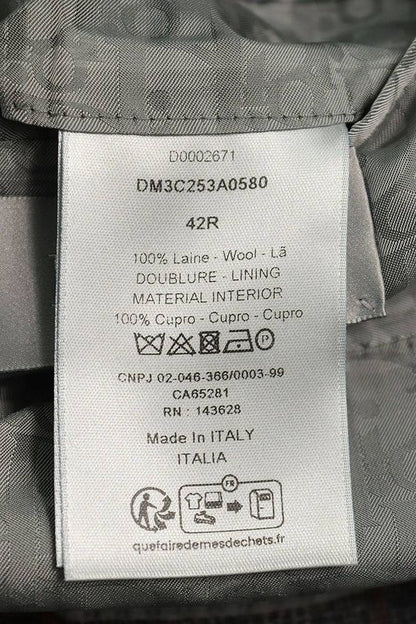 D0002671
DM3C253A0580
42R
100% Laine - Wool - Lã
DOUBLURE - LINING
MATERIAL INTERIOR
100% Cupro - Cupro - Cupro
P
CNPJ 02-046-366/0003-99
CA65281
RN : 143628
Made In ITALY
ITALIA
FR
quefairedemesdechets.fr